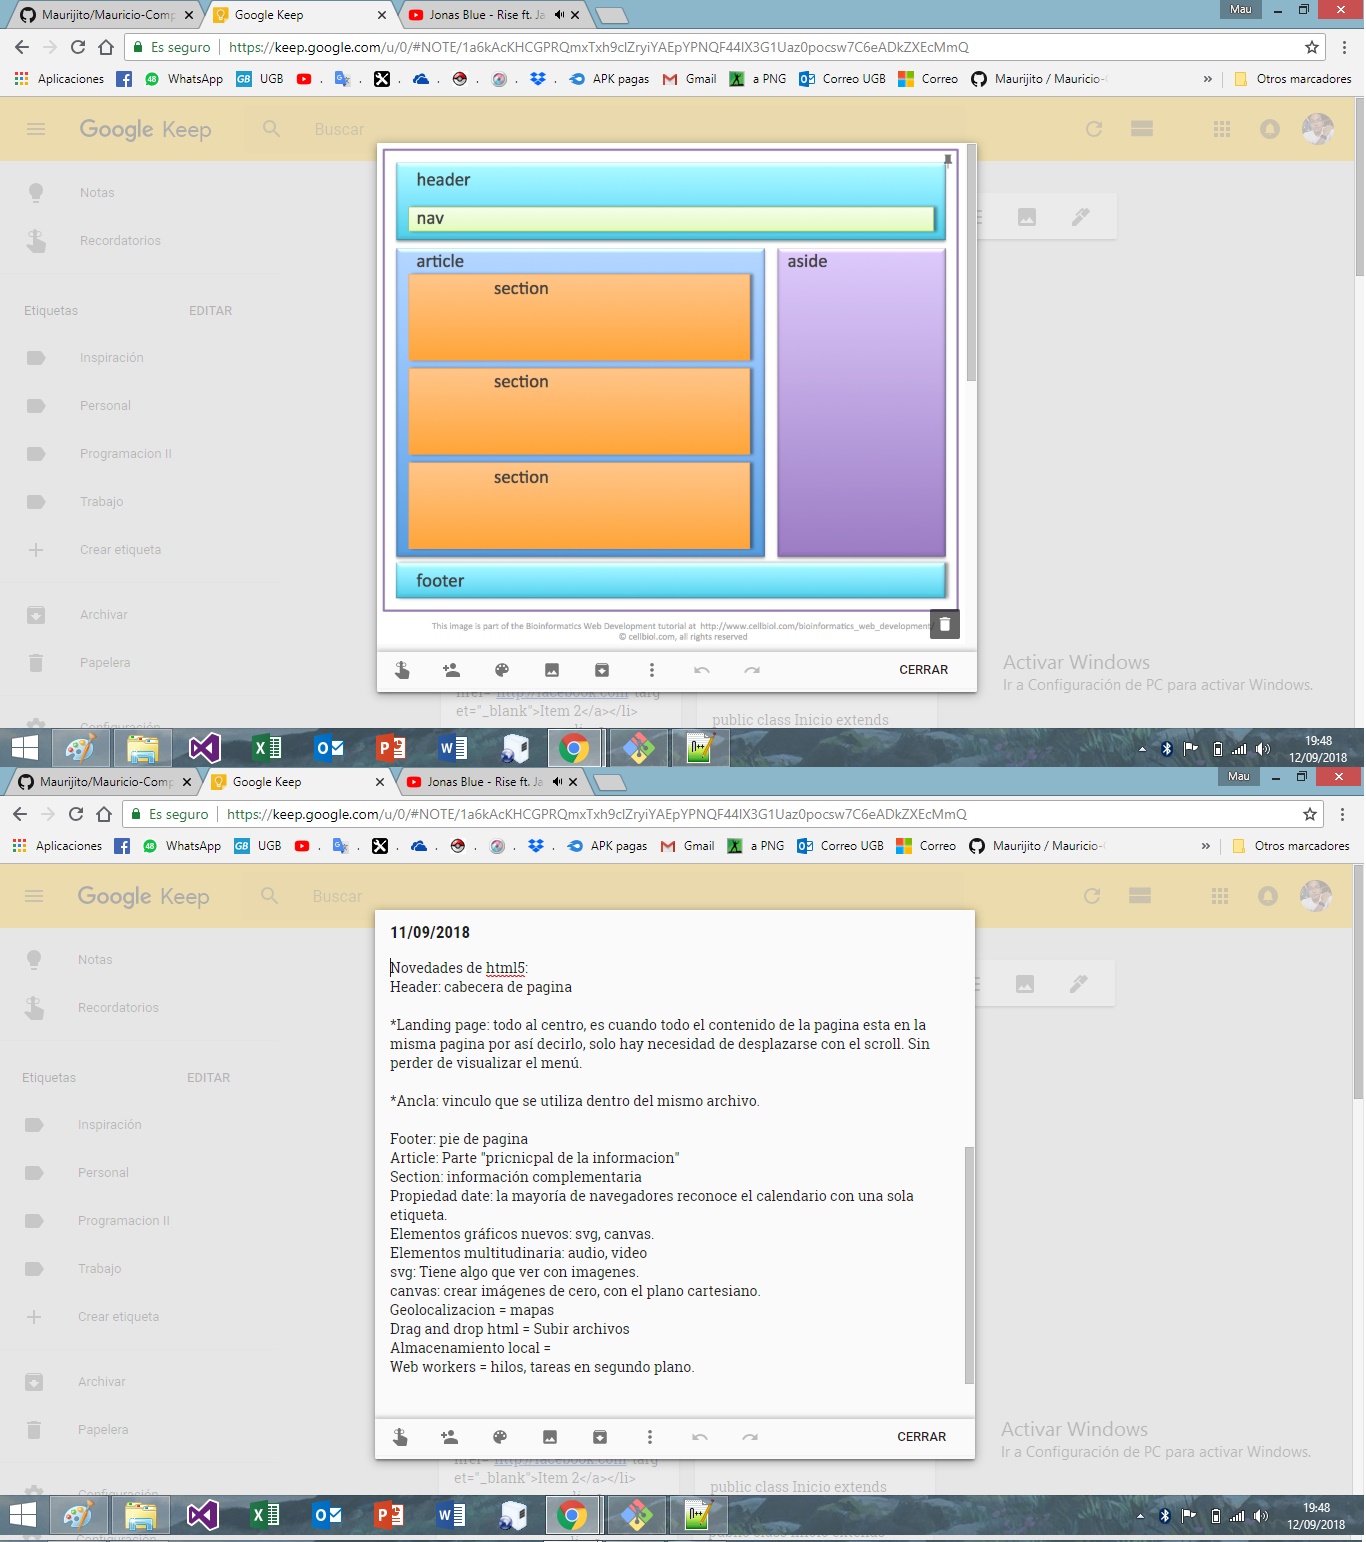 Maurijito/Mauricio-Comp
Google Keep
Jonas Blue - Rise ft. Ja
Mau
Es seguro
https://keep.google.com/u/0/#NOTE/1a6kAcKHCGPRQmxTxh9clZryiYAEpYPNQF44lX3G1Uaz0pocsw7C6eADkZXEcMmQ
Aplicaciones
WhatsApp
GB UGB
APK pagas
Gmail
a PNG
Correo UGB
Correo
Maurijito / Mauricio-
Otros marcadores
Google Keep
Buscar
Notas
Recordatorios
Etiquetas
EDITAR
Inspiración
Personal
Programacion II
Trabajo
Crear etiqueta
Archivar
Papelera
Configuración
header
nav
article
aside
section
section
section
footer
This image is part of the Bioinformatics Web Development tutorial at http://www.cellbiol.com/bioinformatics_web_development/
© cellbiol.com, all rights reserved
CERRAR
Activar Windows
Ir a Configuración de PC para activar Windows.
href="http://facebook.com" targ
et="_blank">Item 2</a></li>
public class Inicio extends
19:48
12/09/2018
Maurijito/Mauricio-Comp
Google Keep
Jonas Blue - Rise ft. Ja
Mau
Es seguro
https://keep.google.com/u/0/#NOTE/1a6kAcKHCGPRQmxTxh9clZryiYAEpYPNQF44lX3G1Uaz0pocsw7C6eADkZXEcMmQ
Aplicaciones
WhatsApp
GB UGB
APK pagas
Gmail
a PNG
Correo UGB
Correo
Maurijito / Mauricio-
Otros marcadores
Google Keep
Buscar
Notas
Recordatorios
Etiquetas
EDITAR
Inspiración
Personal
Programacion II
Trabajo
Crear etiqueta
Archivar
Papelera
Configuración
11/09/2018
Novedades de html5:
Header: cabecera de pagina
*Landing page: todo al centro, es cuando todo el contenido de la pagina esta en la
misma pagina por así decirlo, solo hay necesidad de desplazarse con el scroll. Sin
perder de visualizar el menú.
*Ancla: vinculo que se utiliza dentro del mismo archivo.
Footer: pie de pagina
Article: Parte "pricnicpal de la informacion"
Section: información complementaria
Propiedad date: la mayoría de navegadores reconoce el calendario con una sola
etiqueta.
Elementos gráficos nuevos: svg, canvas.
Elementos multitudinaria: audio, video
svg: Tiene algo que ver con imagenes.
canvas: crear imágenes de cero, con el plano cartesiano.
Geolocalizacion = mapas
Drag and drop html = Subir archivos
Almacenamiento local =
Web workers = hilos, tareas en segundo plano.
CERRAR
Activar Windows
Ir a Configuración de PC para activar Windows.
href="http://facebook.com" targ
et="_blank">Item 2</a></li>
public class Inicio extends
19:48
12/09/2018